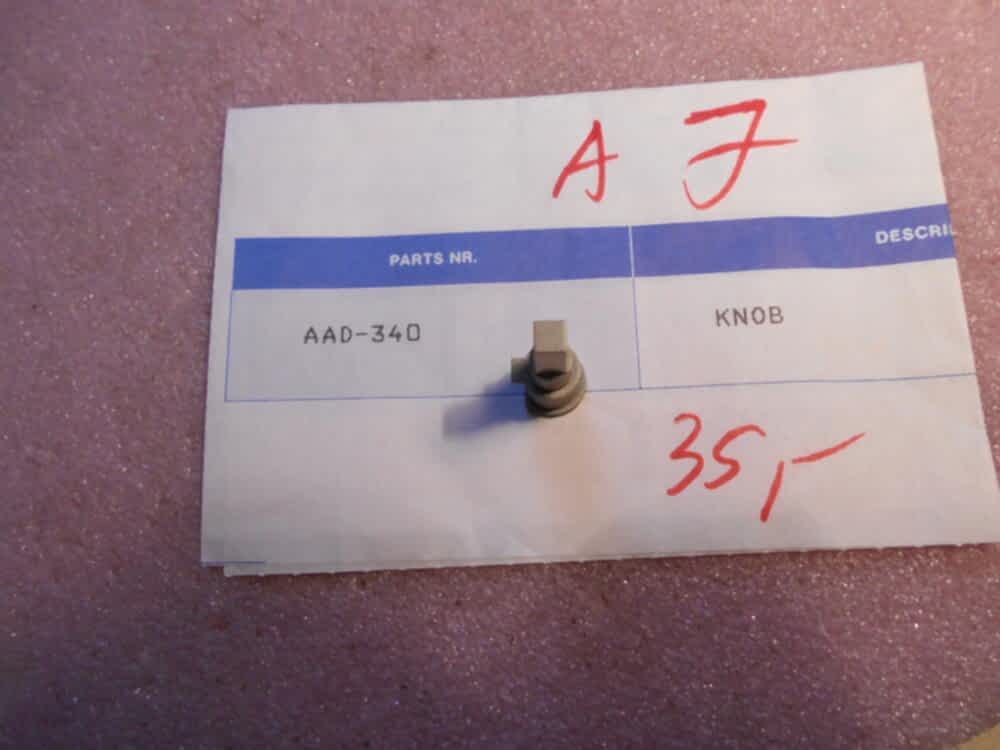 A 7
PARTS NR. DESCRI
AAD-340 KNOB
35,-